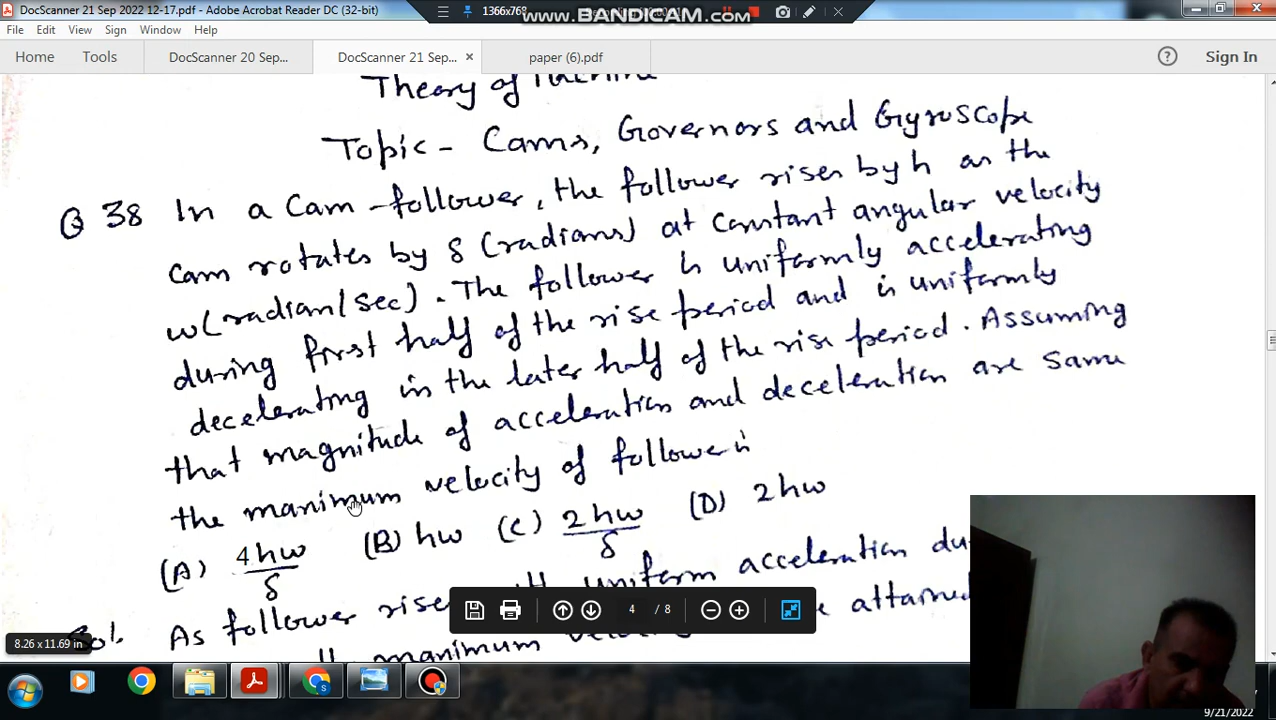 DocScanner 21 Sep 2022 12-17.pdf - Adobe Acrobat Reader DC (32-bit)
1366x768
www.BANDICAM.com
File Edit View Sign Window Help
Home Tools DocScanner 20 Sep... DocScanner 21 Sep... × paper (6).pdf Sign In
Theory of Machine
Topic - Cams, Governors and Gyroscope
Q 38 In a Cam-follower, the follower rises by h as the
cam rotates by δ (radians) at constant angular velocity
ω (radian/sec). The follower is uniformly accelerating
during first half of the rise period and is uniformly
decelerating in the later half of the rise period. Assuming
that magnitude of acceleration and deceleration are same
the maximum velocity of follower is
(A) 4hω/δ (B) hω (C) 2hω/δ (D) 2hω
Sol. As follower rises uniform acceleration du
maximum attained
4 / 8
8.26 x 11.69 in
9/21/2022